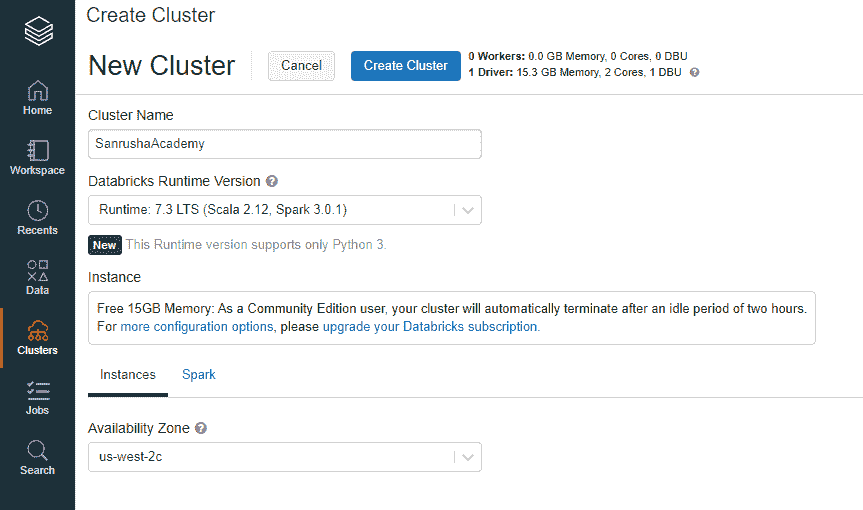 Create Cluster
New Cluster
Cancel
Create Cluster
0 Workers: 0.0 GB Memory, 0 Cores, 0 DBU
1 Driver: 15.3 GB Memory, 2 Cores, 1 DBU ?
Home
Workspace
Recents
Data
Clusters
Jobs
Search
Cluster Name
SanrushaAcademy
Databricks Runtime Version ?
Runtime: 7.3 LTS (Scala 2.12, Spark 3.0.1)
New This Runtime version supports only Python 3.
Instance
Free 15GB Memory: As a Community Edition user, your cluster will automatically terminate after an idle period of two hours.
For more configuration options, please upgrade your Databricks subscription.
Instances Spark
Availability Zone ?
us-west-2c